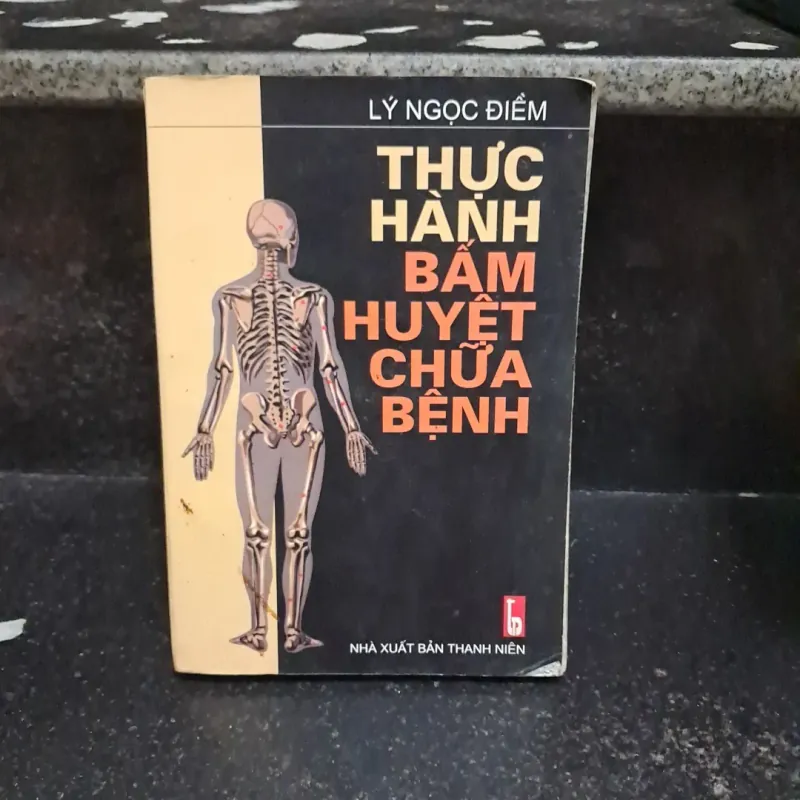 LÝ NGỌC ĐIỀM
THỰC
HÀNH
BẤM
HUYỆT
CHỮA
BỆNH
NHÀ XUẤT BẢN THANH NIÊN